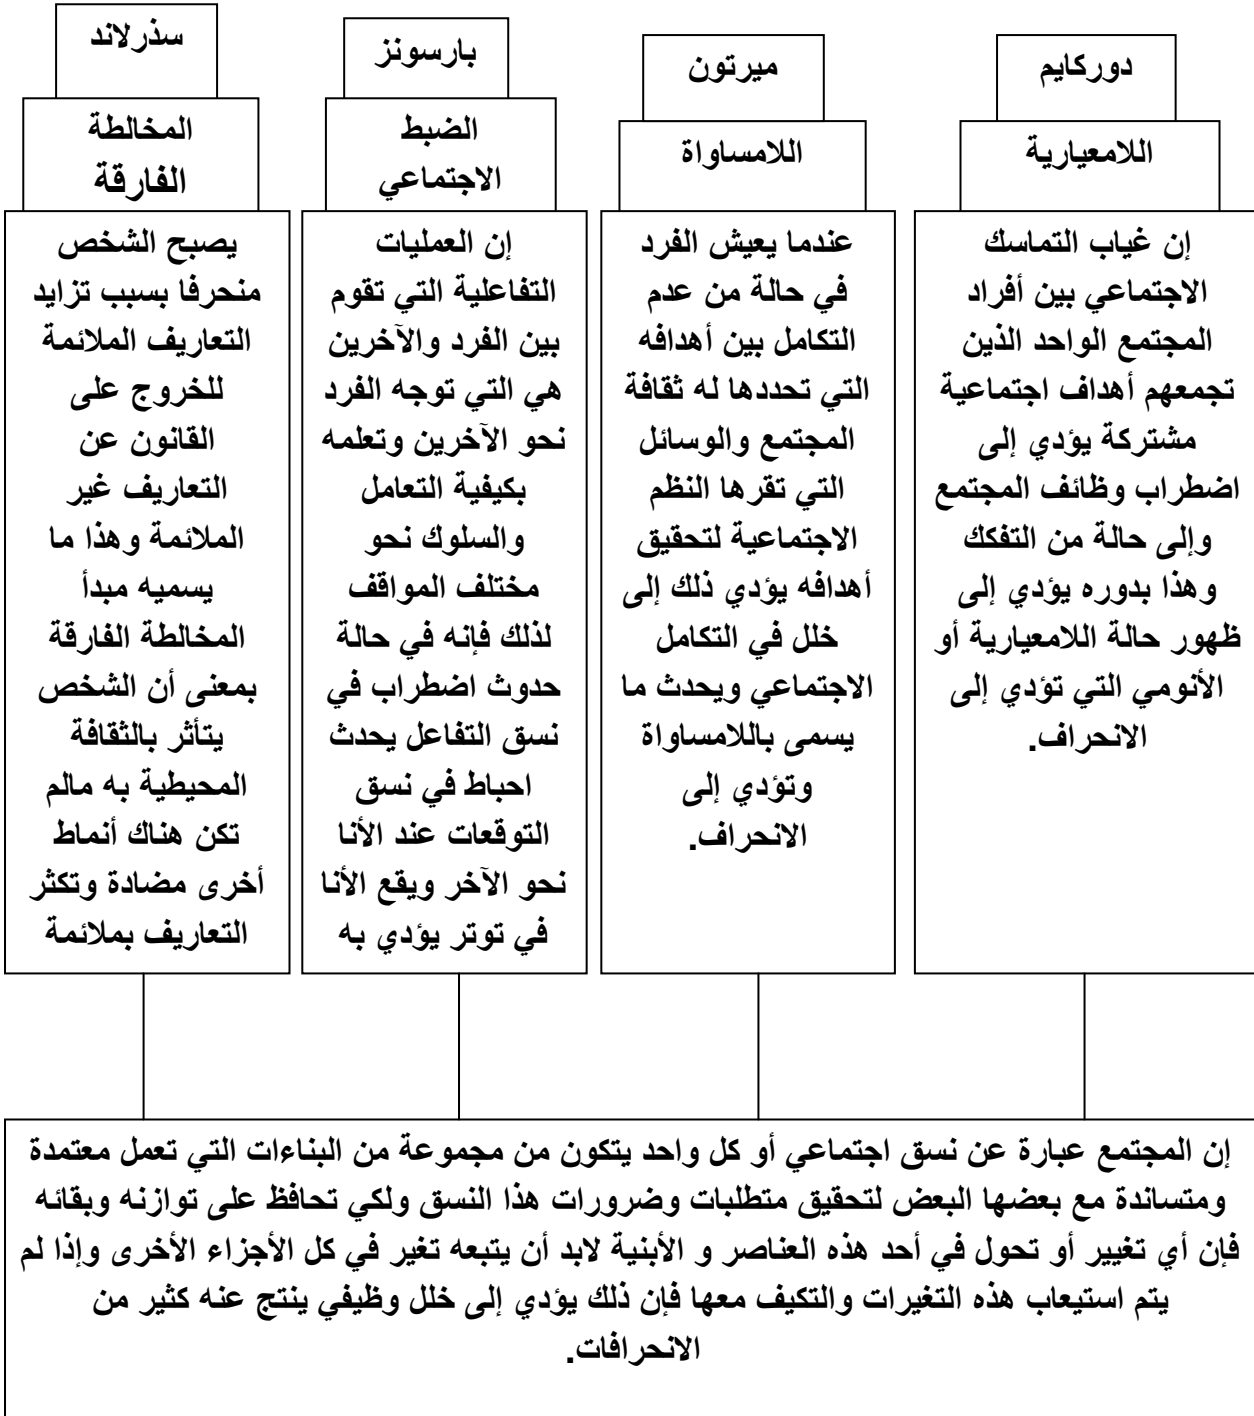 دوركايم
اللامعيارية
إن غياب التماسك
الاجتماعي بين أفراد
المجتمع الواحد الذين
تجمعهم أهداف اجتماعية
مشتركة يؤدي إلى
اضطراب وظائف المجتمع
وإلى حالة من التفكك
وهذا بدوره يؤدي إلى
ظهور حالة اللامعيارية أو
الأنومي التي تؤدي إلى
الانحراف.
ميرتون
اللامساواة
عندما يعيش الفرد
في حالة من عدم
التكامل بين أهدافه
التي تحددها له ثقافة
المجتمع والوسائل
التي تقرها النظم
الاجتماعية لتحقيق
أهدافه يؤدي ذلك إلى
خلل في التكامل
الاجتماعي ويحدث ما
يسمى باللامساواة
وتؤدي إلى
الانحراف.
بارسونز
الضبط
الاجتماعي
إن العمليات
التفاعلية التي تقوم
بين الفرد والآخرين
هي التي توجه الفرد
نحو الآخرين وتعلمه
بكيفية التعامل
والسلوك نحو
مختلف المواقف
لذلك فإنه في حالة
حدوث اضطراب في
نسق التفاعل يحدث
احباط في نسق
التوقعات عند الأنا
نحو الآخر ويقع الأنا
في توتر يؤدي به
سذرلاند
المخالطة
الفارقة
يصبح الشخص
منحرفا بسبب تزايد
التعاريف الملائمة
للخروج على
القانون عن
التعاريف غير
الملائمة وهذا ما
يسميه مبدأ
المخالطة الفارقة
بمعنى أن الشخص
يتأثر بالثقافة
المحيطية به مالم
تكن هناك أنماط
أخرى مضادة وتكثر
التعاريف بملائمة
إن المجتمع عبارة عن نسق اجتماعي أو كل واحد يتكون من مجموعة من البناءات التي تعمل معتمدة
ومتساندة مع بعضها البعض لتحقيق متطلبات وضرورات هذا النسق ولكي تحافظ على توازنه وبقائه
فإن أي تغيير أو تحول في أحد هذه العناصر و الأبنية لابد أن يتبعه تغير في كل الأجزاء الأخرى وإذا لم
يتم استيعاب هذه التغيرات والتكيف معها فإن ذلك يؤدي إلى خلل وظيفي ينتج عنه كثير من
الانحرافات.